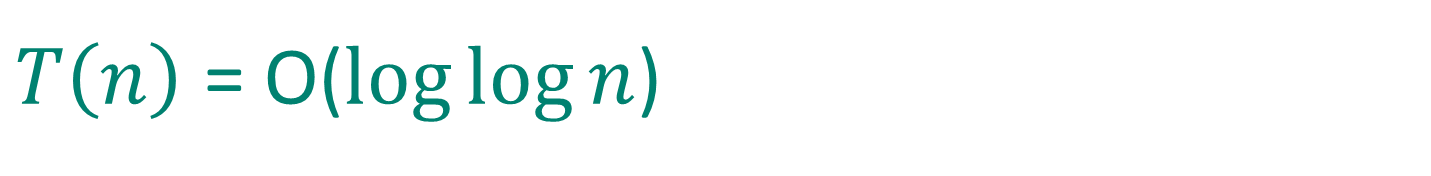 𝑇(𝑛) = O(log log 𝑛)